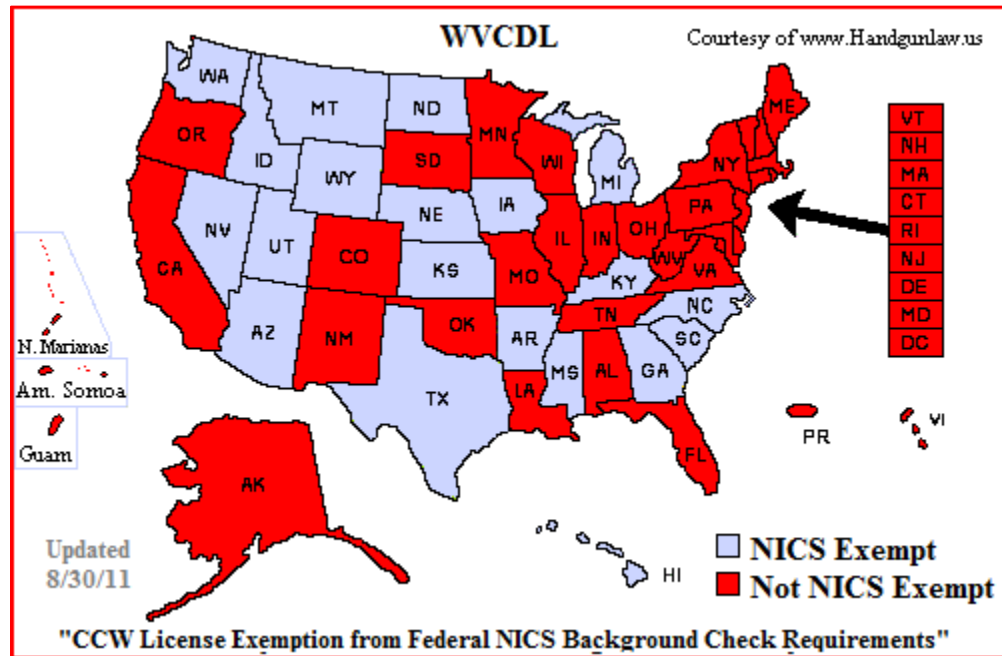 WVCDL
Courtesy of www.Handgunlaw.us
WA
MT
ND
MN
ME
OR
ID
WY
SD
WI
MI
NY
NV
UT
CO
NE
IA
IL
IN
OH
PA
CA
KS
MO
KY
WV
VA
AZ
NM
OK
AR
TN
NC
SC
TX
LA
MS
AL
GA
FL
VT
NH
MA
CT
RI
NJ
DE
MD
DC
N. Marianas
Am. Somoa
Guam
AK
HI
PR
VI
Updated
8/30/11
NICS Exempt
Not NICS Exempt
"CCW License Exemption from Federal NICS Background Check Requirements"